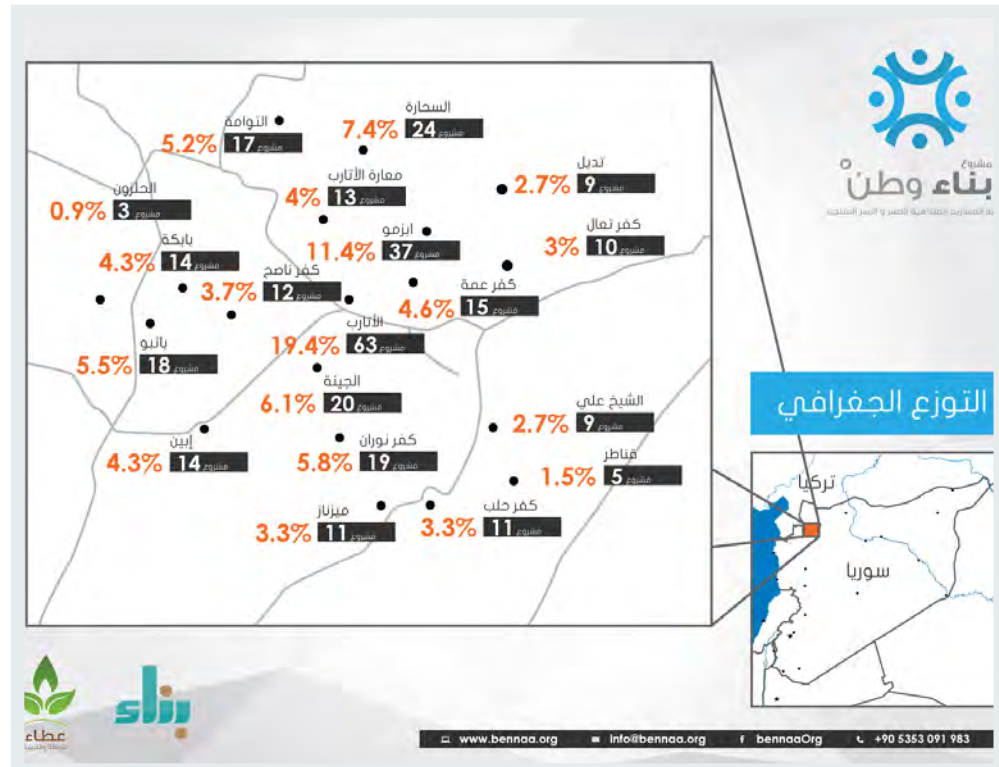 مشروع
بناء وطن
التوامة
17 مشروع
5.2%
السحارة
24 مشروع
7.4%
تديل
9 مشروع
2.7%
معارة الأتارب
13 مشروع
4%
الحلزون
3 مشروع
0.9%
ابزمو
37 مشروع
11.4%
كفر تعال
10 مشروع
3%
بابكة
14 مشروع
4.3%
كفر ناصح
12 مشروع
3.7%
كفر عمة
15 مشروع
4.6%
الأتارب
63 مشروع
19.4%
باتبو
18 مشروع
5.5%
الجينة
20 مشروع
6.1%
الشيخ علي
9 مشروع
2.7%
إبين
14 مشروع
4.3%
كفر نوران
19 مشروع
5.8%
قناطر
5 مشروع
1.5%
ميزناز
11 مشروع
3.3%
كفر حلب
11 مشروع
3.3%
التوزع الجغرافي
تركيا
سوريا
عطاء
بناء
www.bennaa.org
info@bennaa.org
bennaaOrg
+90 5353 091 983